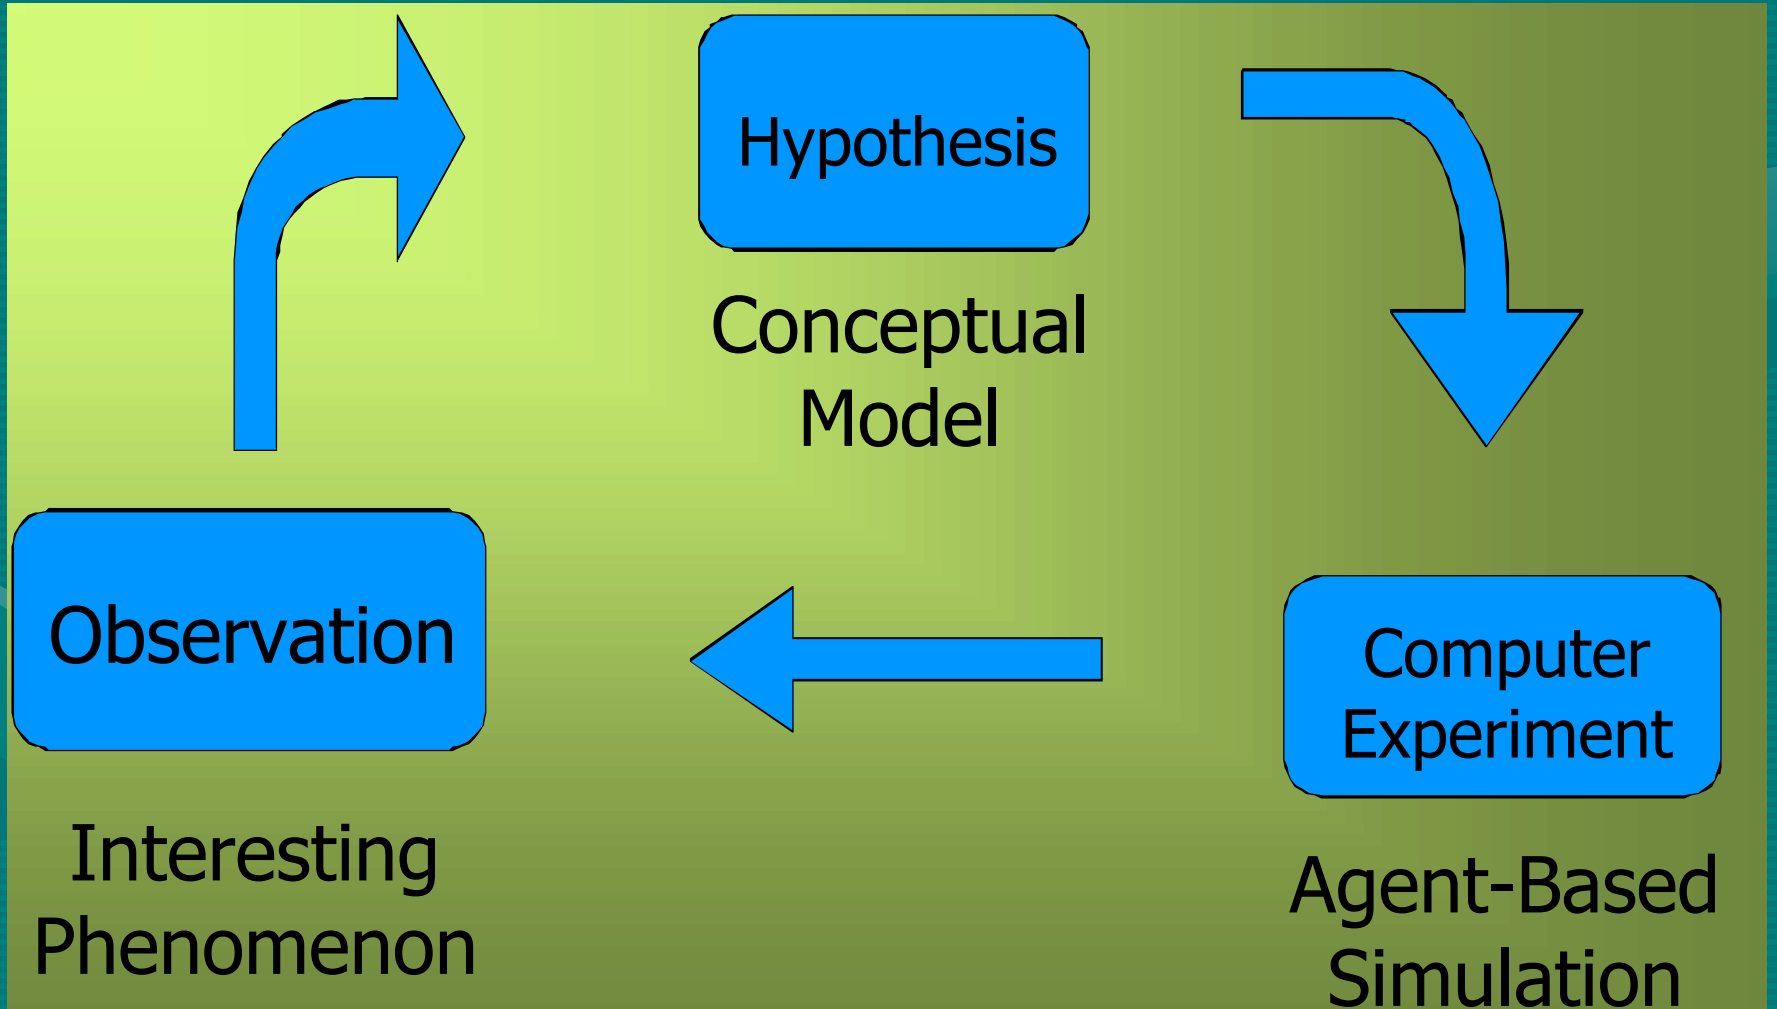 Hypothesis
Conceptual
Model
Observation
Interesting
Phenomenon
Computer
Experiment
Agent-Based
Simulation